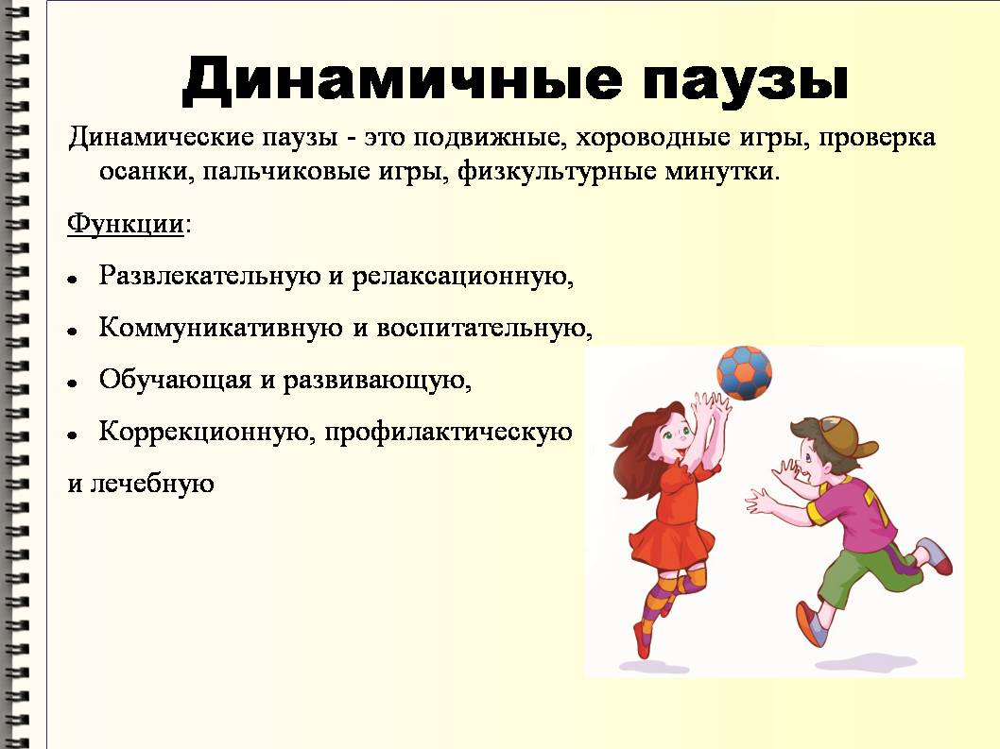 Динамичные паузы
Динамические паузы - это подвижные, хороводные игры, проверка
осанки, пальчиковые игры, физкультурные минутки.
Функции:
● Развлекательную и релаксационную,
● Коммуникативную и воспитательную,
● Обучающая и развивающую,
● Коррекционную, профилактическую
и лечебную